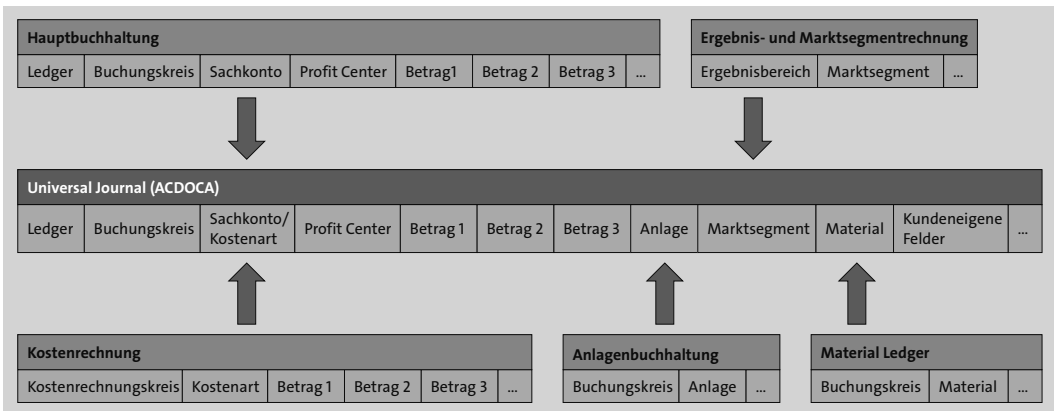 Hauptbuchhaltung
Ledger Buchungskreis Sachkonto Profit Center Betrag1 Betrag 2 Betrag 3 ...
Ergebnis- und Marktsegmentrechnung
Ergebnisbereich Marktsegment ...
Universal Journal (ACDOCA)
Ledger Buchungskreis Sachkonto/
Kostenart Profit Center Betrag 1 Betrag 2 Betrag 3 Anlage Marktsegment Material Kundeneigene
Felder ...
Kostenrechnung
Kostenrechnungskreis Kostenart Betrag 1 Betrag 2 Betrag 3 ...
Anlagenbuchhaltung
Buchungskreis Anlage ...
Material Ledger
Buchungskreis Material ...